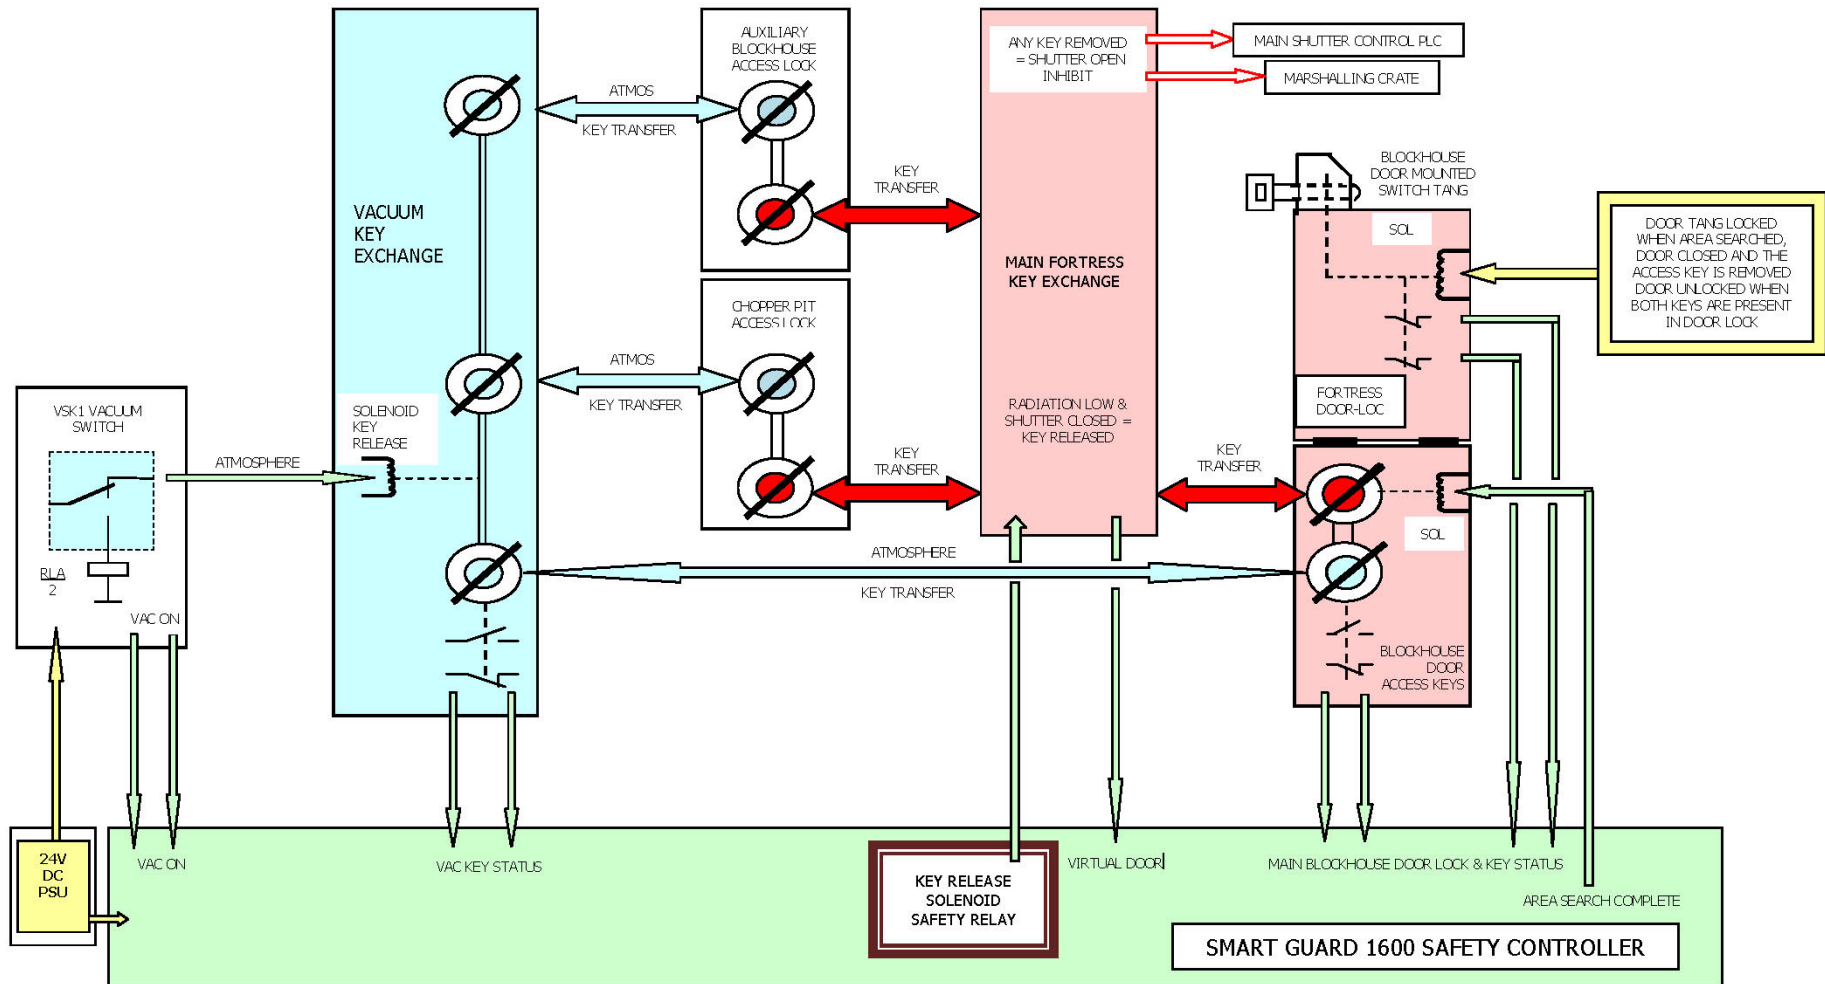 AUXILIARY
BLOCKHOUSE
ACCESS LOCK
ANY KEY REMOVED
= SHUTTER OPEN
INHIBIT
MAIN SHUTTER CONTROL PLC
MARSHALLING CRATE
ATMOS
KEY TRANSFER
KEY
TRANSFER
BLOCKHOUSE
DOOR MOUNTED
SWITCH TANG
VACUUM
KEY
EXCHANGE
SOL
DOOR TANG LOCKED
WHEN AREA SEARCHED,
DOOR CLOSED AND THE
ACCESS KEY IS REMOVED
DOOR UNLOCKED WHEN
BOTH KEYS ARE PRESENT
IN DOOR LOCK
MAIN FORTRESS
KEY EXCHANGE
CHOPPER PIT
ACCESS LOCK
ATMOS
KEY TRANSFER
VSK1 VACUUM
SWITCH
SOLENOID
KEY
RELEASE
RADIATION LOW &
SHUTTER CLOSED =
KEY RELEASED
FORTRESS
DOOR-LOC
ATMOSPHERE
KEY
TRANSFER
KEY
TRANSFER
SOL
ATMOSPHERE
KEY TRANSFER
RLA
2
VAC ON
BLOCKHOUSE
DOOR
ACCESS KEYS
24V
DC
PSU
VAC ON
VAC KEY STATUS
KEY RELEASE
SOLENOID
SAFETY RELAY
VIRTUAL DOOR
MAIN BLOCKHOUSE DOOR LOCK & KEY STATUS
AREA SEARCH COMPLETE
SMART GUARD 1600 SAFETY CONTROLLER